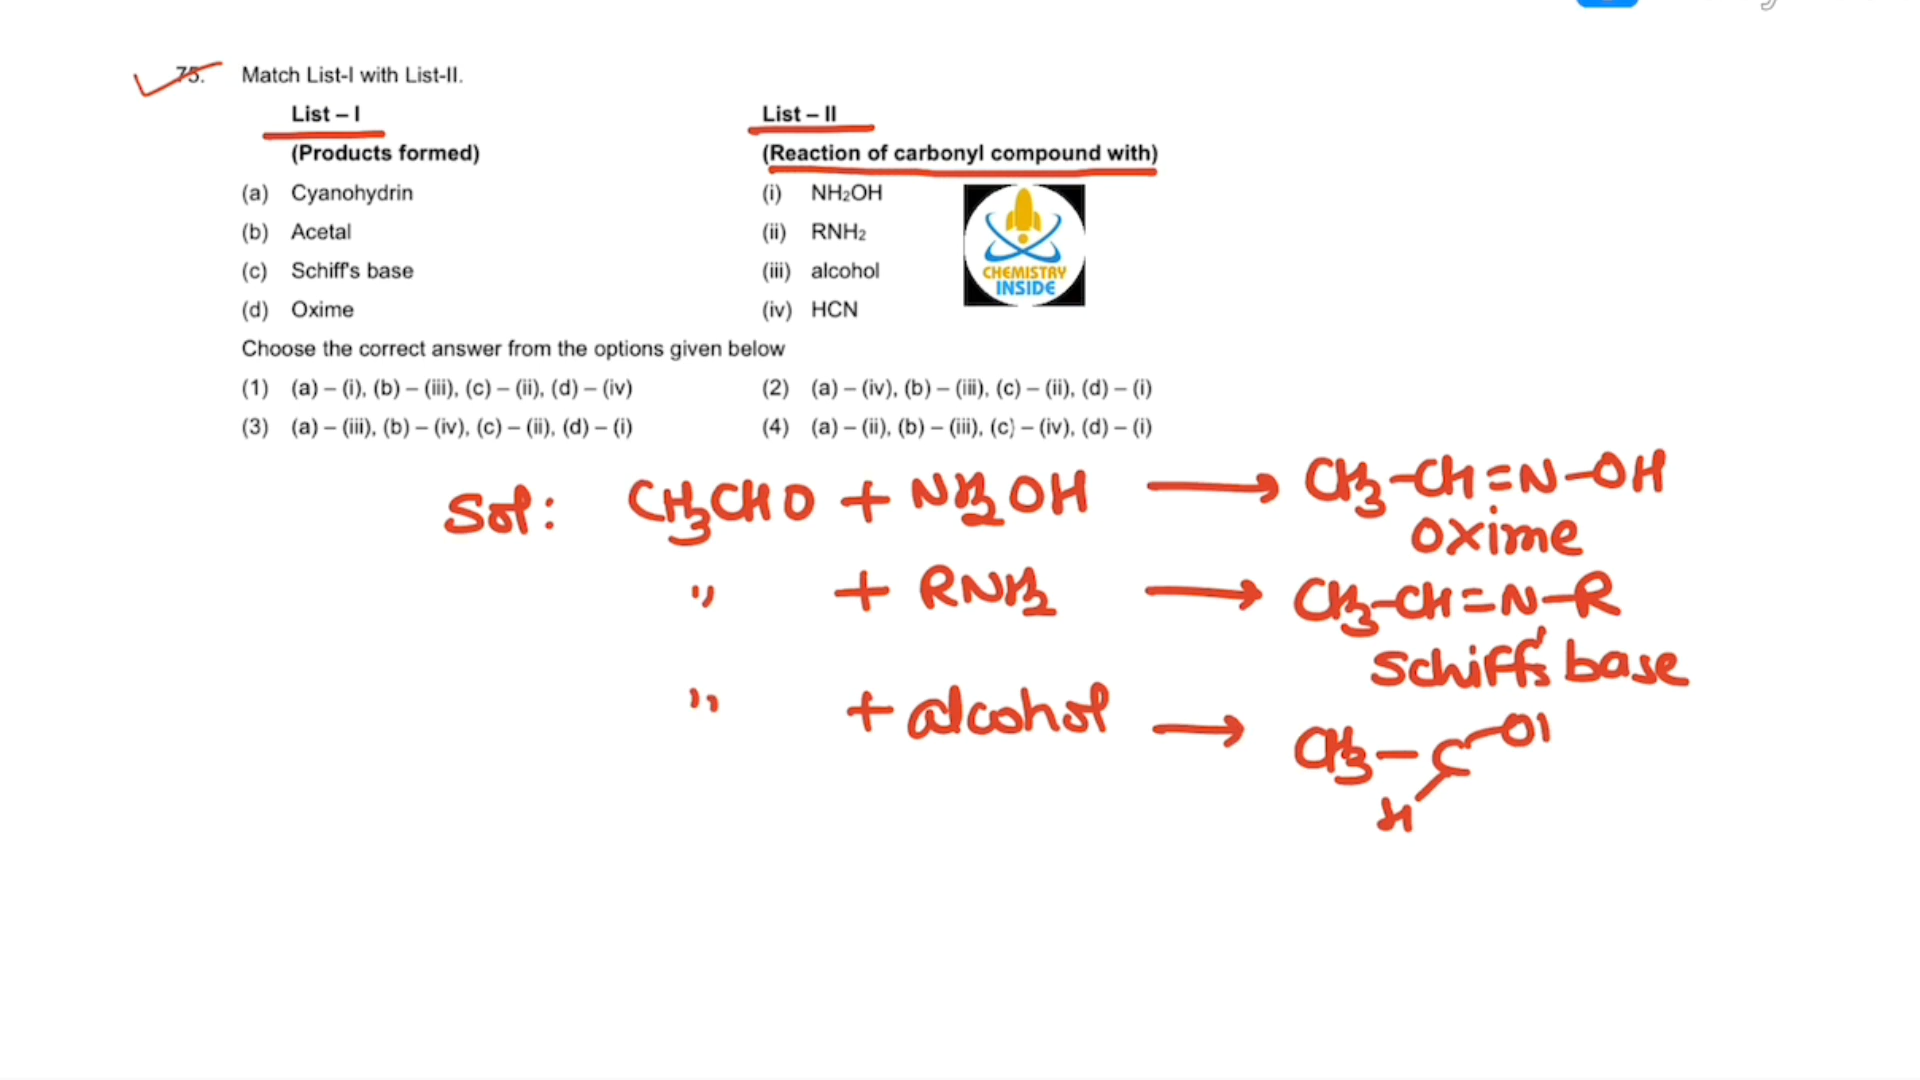 75. Match List-I with List-II.
List – I List – II
(Products formed) (Reaction of carbonyl compound with)
(a) Cyanohydrin (i) NH₂OH
(b) Acetal (ii) RNH₂
(c) Schiff's base (iii) alcohol
(d) Oxime (iv) HCN
CHEMISTRY
INSIDE
Choose the correct answer from the options given below
(1) (a) – (i), (b) – (iii), (c) – (ii), (d) – (iv) (2) (a) – (iv), (b) – (iii), (c) – (ii), (d) – (i)
(3) (a) – (iii), (b) – (iv), (c) – (ii), (d) – (i) (4) (a) – (ii), (b) – (iii), (c) – (iv), (d) – (i)
Sol: CH₃CHO + NH₂OH → CH₃-CH=N-OH
Oxime
" + RNH₂ → CH₃-CH=N-R
Schiff's base
" + alcohol → CH₃-C-O
H